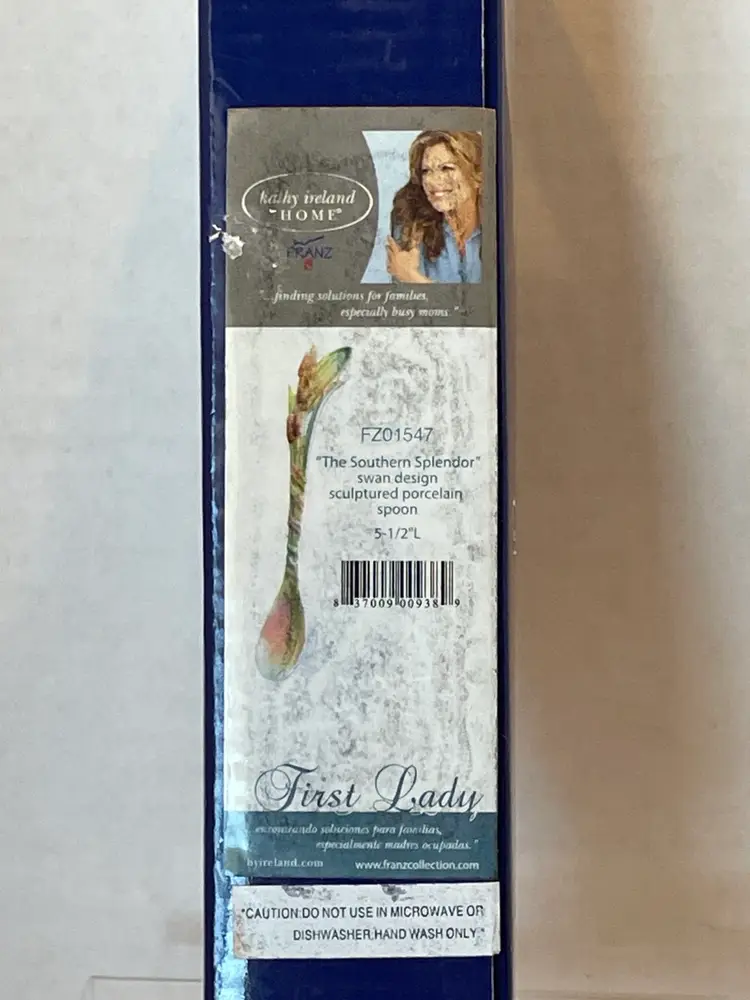 kathy ireland
HOME®
FRANZ
"...finding solutions for families,
especially busy moms."
FZ01547
"The Southern Splendor"
swan design
sculptured porcelain
spoon
5-1/2"L
8 37009 00938 9
First Lady
encontrando soluciones para familias,
especialmente madres ocupadas."
hyireland.com www.franzcollection.com
"CAUTION:DO NOT USE IN MICROWAVE OR
DISHWASHER,HAND WASH ONLY."